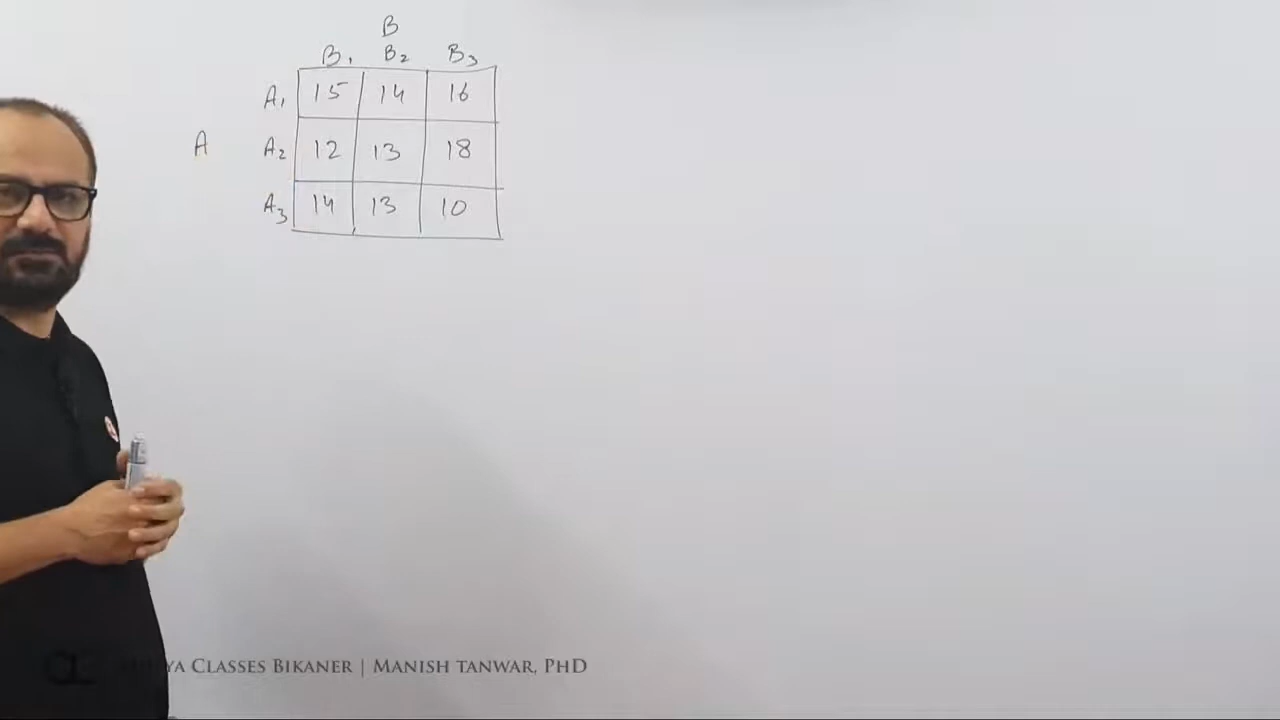 B
B₁ B₂ B₃
A₁ 15 14 16
A A₂ 12 13 18
A₃ 14 13 10
Classes Bikaner | Manish tanwar, PhD